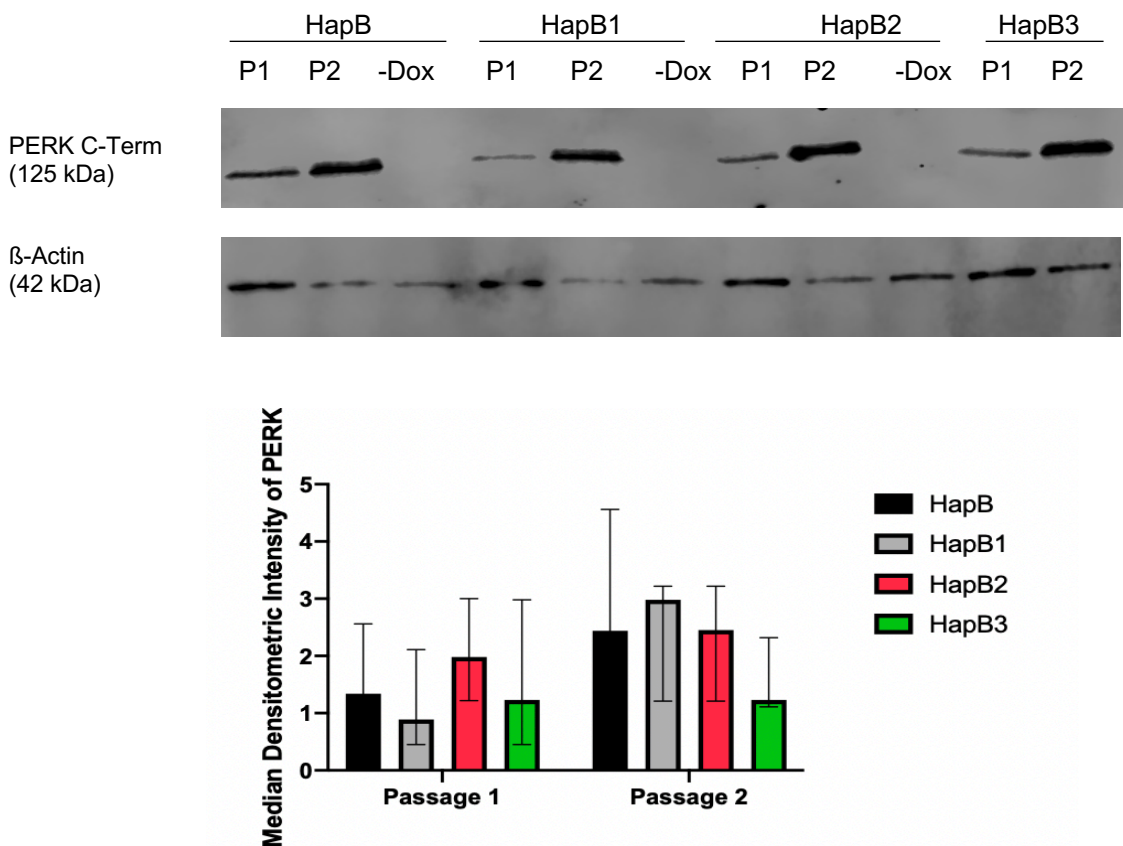 HapB HapB1 HapB2 HapB3
P1 P2 -Dox P1 P2 -Dox P1 P2 -Dox P1 P2
PERK C-Term
(125 kDa)
ß-Actin
(42 kDa)
Median Densitometric Intensity of PERK
5
4
3
2
1
0
Passage 1 Passage 2
HapB
HapB1
HapB2
HapB3